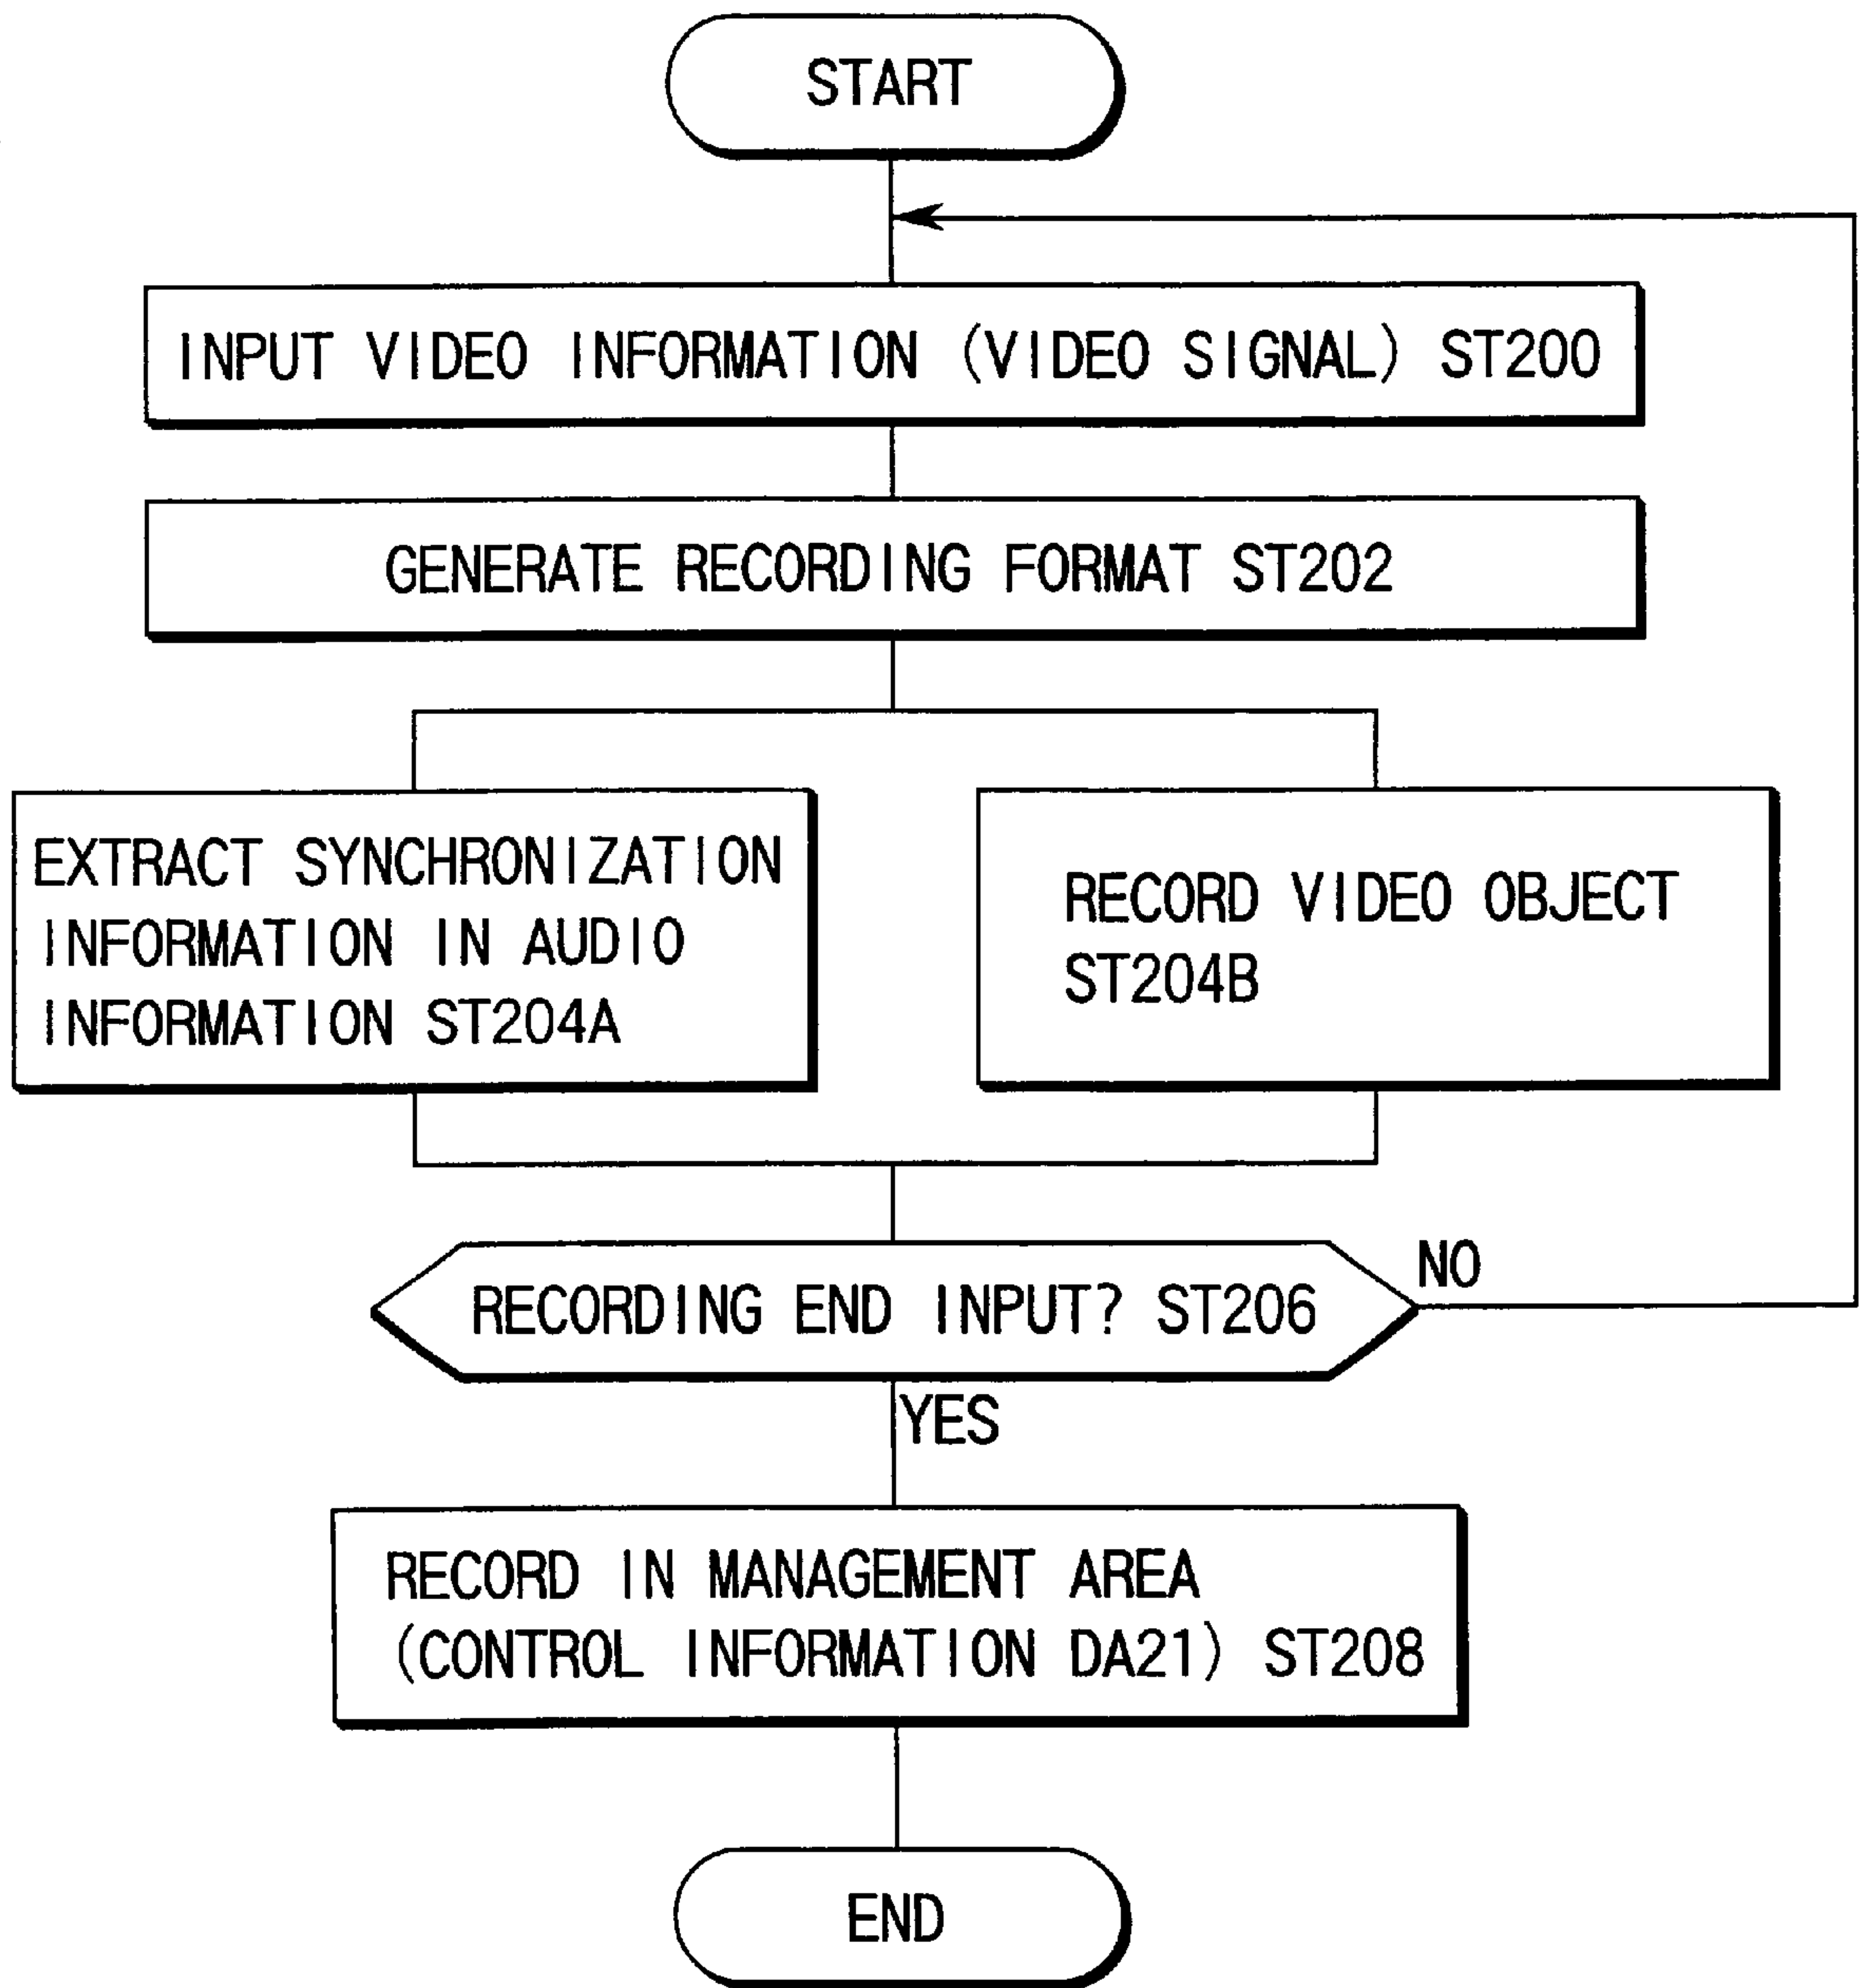 START
INPUT VIDEO INFORMATION (VIDEO SIGNAL) ST200
GENERATE RECORDING FORMAT ST202
EXTRACT SYNCHRONIZATION
INFORMATION IN AUDIO
INFORMATION ST204A
RECORD VIDEO OBJECT
ST204B
RECORDING END INPUT? ST206
NO
YES
RECORD IN MANAGEMENT AREA
(CONTROL INFORMATION DA21) ST208
END